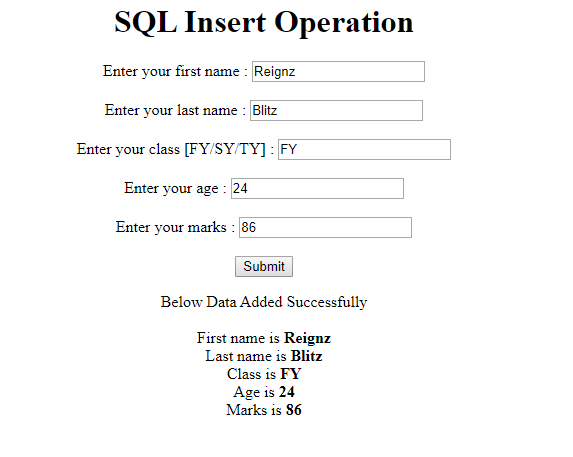 SQL Insert Operation
Enter your first name : Reignz
Enter your last name : Blitz
Enter your class [FY/SY/TY] : FY
Enter your age : 24
Enter your marks : 86
Submit
Below Data Added Successfully
First name is Reignz
Last name is Blitz
Class is FY
Age is 24
Marks is 86